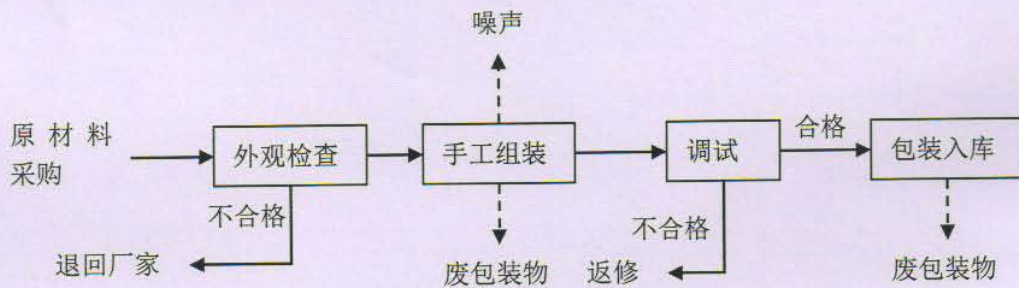 噪声
原材料
采购
外观检查
手工组装
调试
合格
包装入库
不合格
不合格
退回厂家
废包装物
返修
废包装物